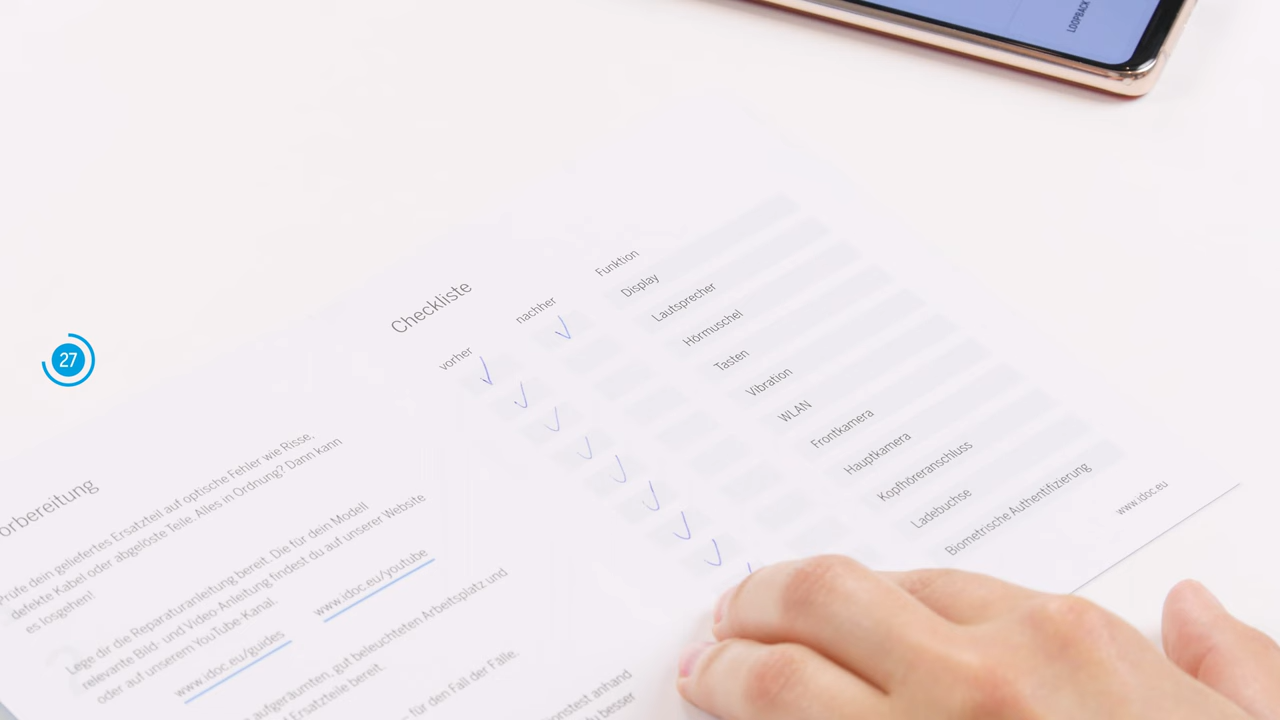 LOOPBACK
27
Checkliste
vorher
nachher
Funktion
Display
Lautsprecher
Hörmuschel
Tasten
Vibration
WLAN
Frontkamera
Hauptkamera
Kopfhöreranschluss
Ladebuchse
Biometrische Authentifizierung
www.idoc.eu
orbereitung
Prüfe dein geliefertes Ersatzteil auf optische Fehler wie Risse,
defekte Kabel oder abgelöste Teile. Alles in Ordnung? Dann kann
es losgehen!
Lege dir die Reparaturanleitung bereit. Die für dein Modell
relevante Bild- und Video-Anleitung findest du auf unserer Website
oder auf unserem YouTube-Kanal.
www.idoc.eu/guides
www.idoc.eu/youtube
aufgeräumten, gut beleuchteten Arbeitsplatz und
Ersatzteile bereit.
– für den Fall der Fälle.
onstest anhand
du besser